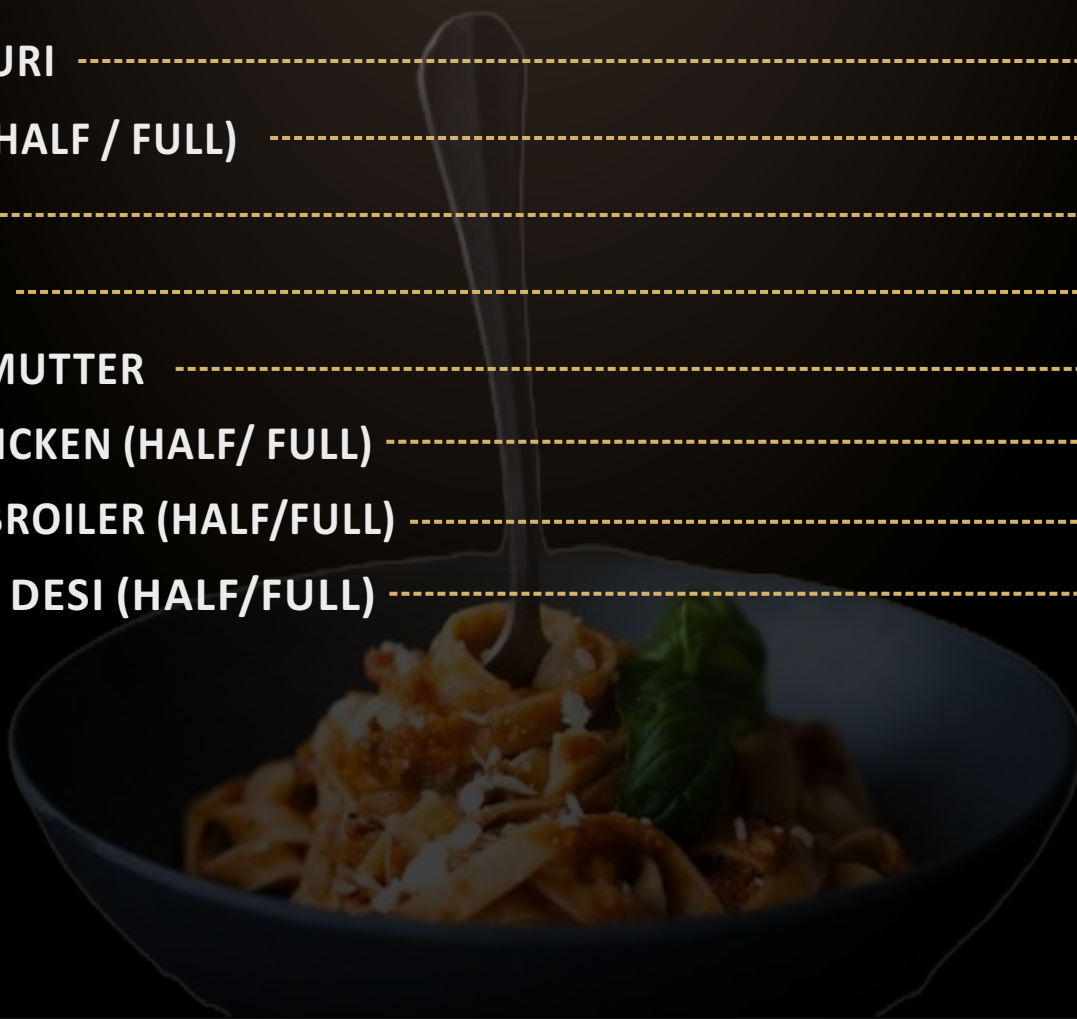 URI
HALF / FULL)
MUTTER
ICKEN (HALF/ FULL)
BROILER (HALF/FULL)
DESI (HALF/FULL)